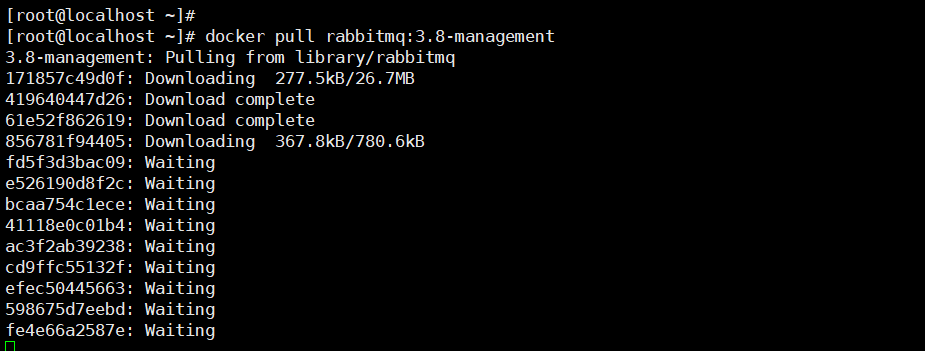 [root@localhost ~]#
[root@localhost ~]# docker pull rabbitmq:3.8-management
3.8-management: Pulling from library/rabbitmq
171857c49d0f: Downloading  277.5kB/26.7MB
419640447d26: Download complete
61e52f862619: Download complete
856781f94405: Downloading  367.8kB/780.6kB
fd5f3d3bac09: Waiting
e526190d8f2c: Waiting
bcaa754c1ece: Waiting
41118e0c01b4: Waiting
ac3f2ab39238: Waiting
cd9ffc55132f: Waiting
efec50445663: Waiting
598675d7eebd: Waiting
fe4e66a2587e: Waiting